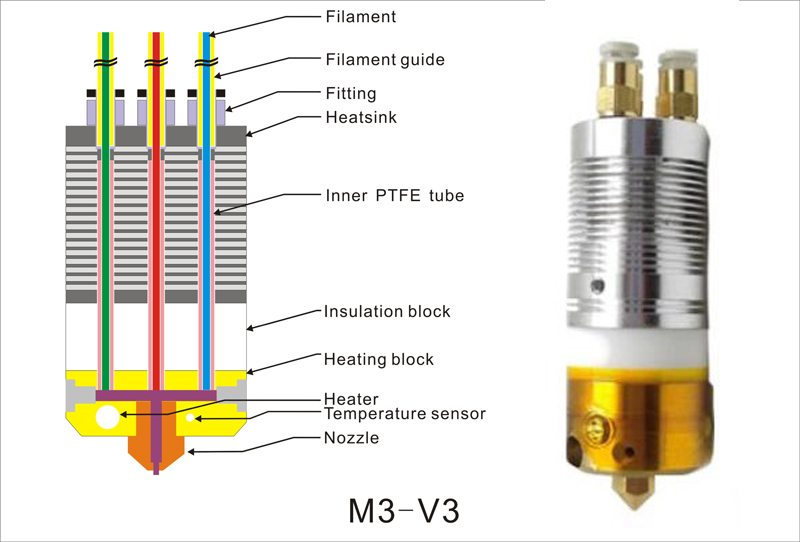 Filament
Filament guide
Fitting
Heatsink
Inner PTFE tube
Insulation block
Heating block
Heater
Temperature sensor
Nozzle
M3-V3